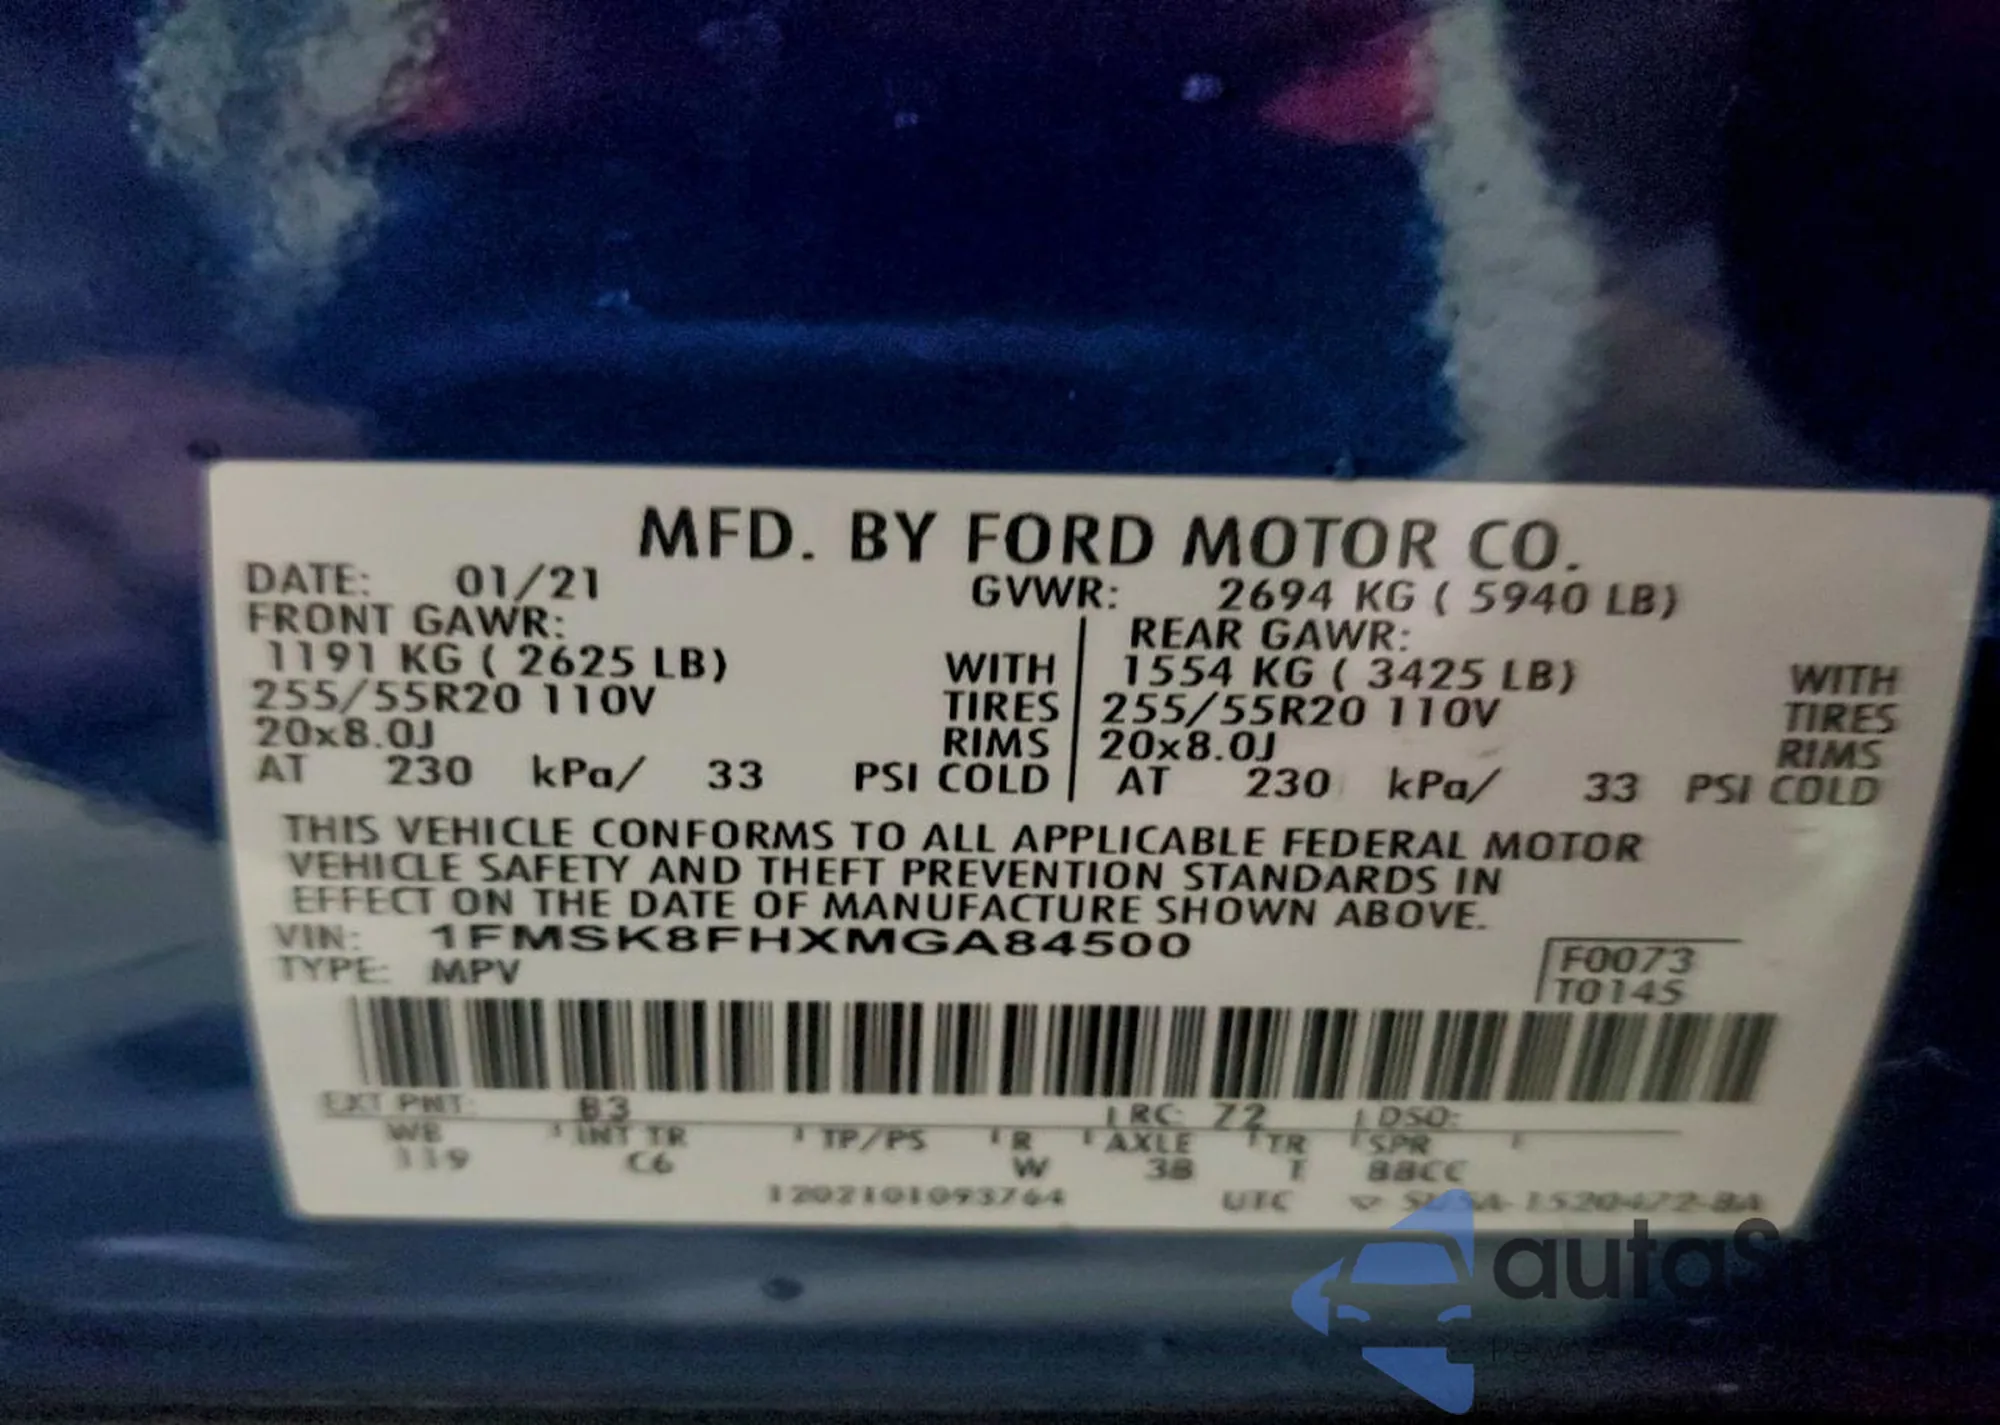 MFD. BY FORD MOTOR CO.
DATE: 01/21 GVWR: 2694 KG ( 5940 LB)
FRONT GAWR: REAR GAWR:
1191 KG ( 2625 LB) WITH 1554 KG ( 3425 LB) WITH
255/55R20 110V TIRES 255/55R20 110V TIRES
20x8.0J RIMS 20x8.0J RIMS
AT 230 kPa/ 33 PSI COLD AT 230 kPa/ 33 PSI COLD
THIS VEHICLE CONFORMS TO ALL APPLICABLE FEDERAL MOTOR
VEHICLE SAFETY AND THEFT PREVENTION STANDARDS IN
EFFECT ON THE DATE OF MANUFACTURE SHOWN ABOVE.
VIN: 1FMSK8FHXMGA84500
TYPE: MPV
F0073
T0145
EXT PNT: B3 RC: 72 DSO:
WB INT TR TP/PS R AXLE TR SPR
119 C6 W 3B T BBCC
1202101093764 UTC
autaS